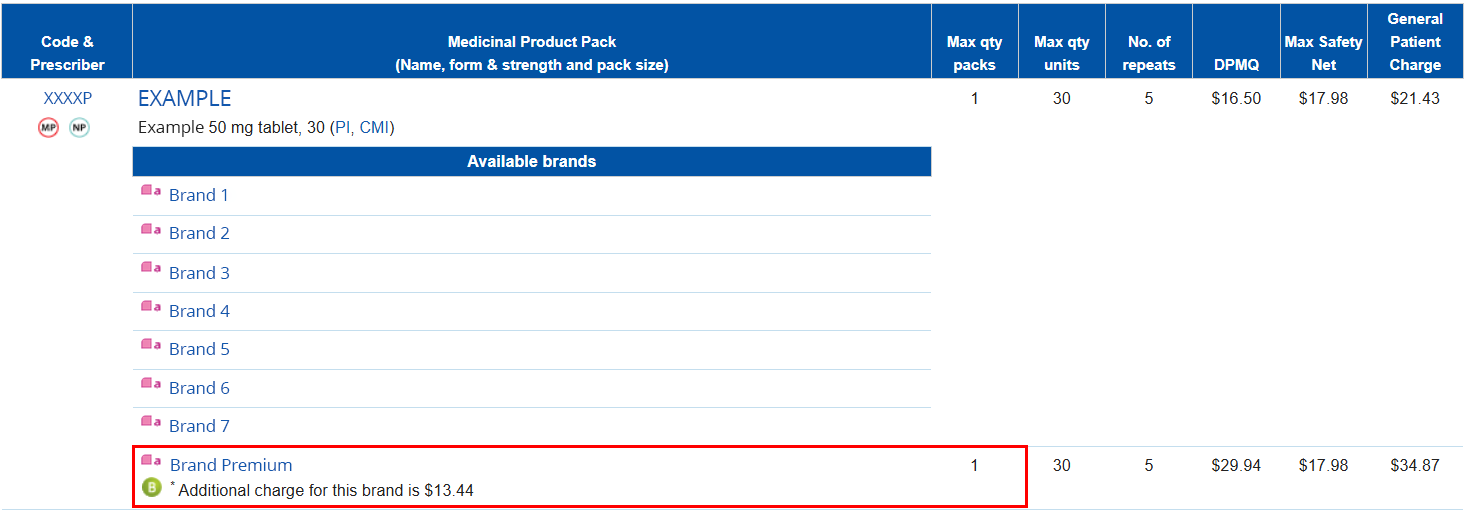 Code & Prescriber
Medicinal Product Pack (Name, form & strength and pack size)
Max qty packs
Max qty units
No. of repeats
DPMQ
Max Safety Net
General Patient Charge
XXXXP
MP NP
EXAMPLE
Example 50 mg tablet, 30 (PI, CMI)
1 30 5 $16.50 $17.98 $21.43
Available brands
a Brand 1
a Brand 2
a Brand 3
a Brand 4
a Brand 5
a Brand 6
a Brand 7
a Brand Premium 1 30 5 $29.94 $17.98 $34.87
B * Additional charge for this brand is $13.44